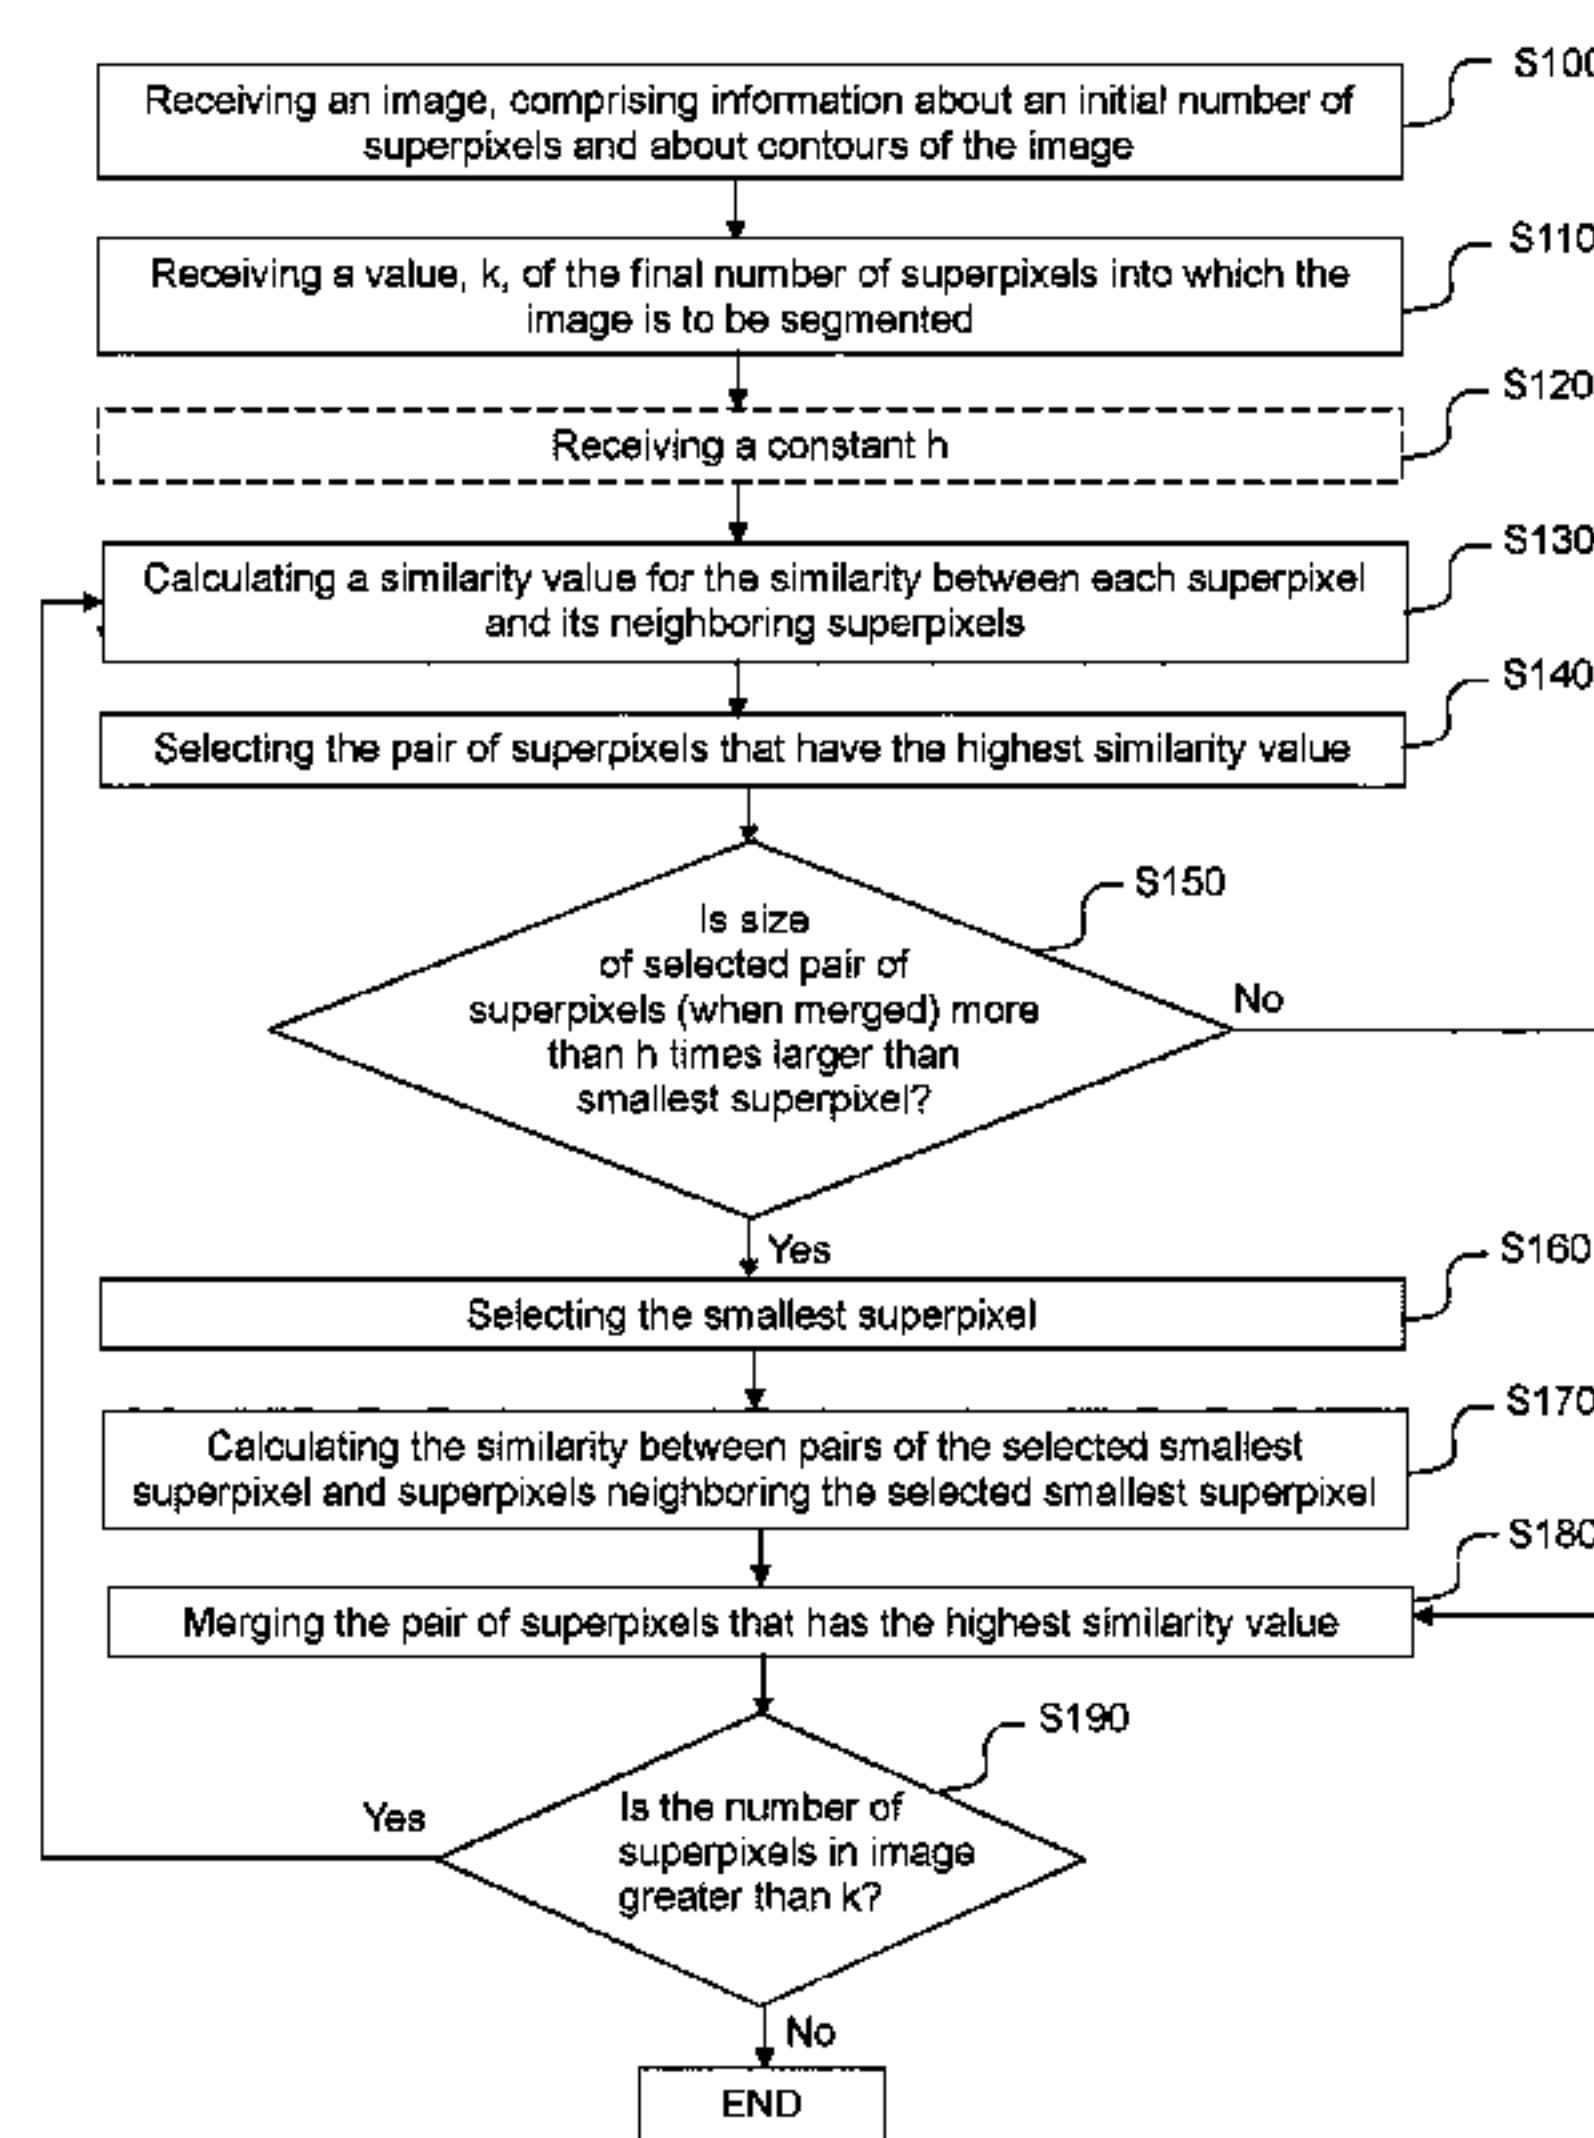 S100
Receiving an image, comprising information about an initial number of
superpixels and about contours of the image
S110
Receiving a value, k, of the final number of superpixels into which the
image is to be segmented
S120
Receiving a constant h
S130
Calculating a similarity value for the similarity between each superpixel
and its neighboring superpixels
S140
Selecting the pair of superpixels that have the highest similarity value
S150
Is size
of selected pair of
superpixels (when merged) more
than h times larger than
smallest superpixel?
No
Yes
S160
Selecting the smallest superpixel
S170
Calculating the similarity between pairs of the selected smallest
superpixel and superpixels neighboring the selected smallest superpixel
S180
Merging the pair of superpixels that has the highest similarity value
S190
Is the number of
superpixels in image
greater than k?
Yes
No
END